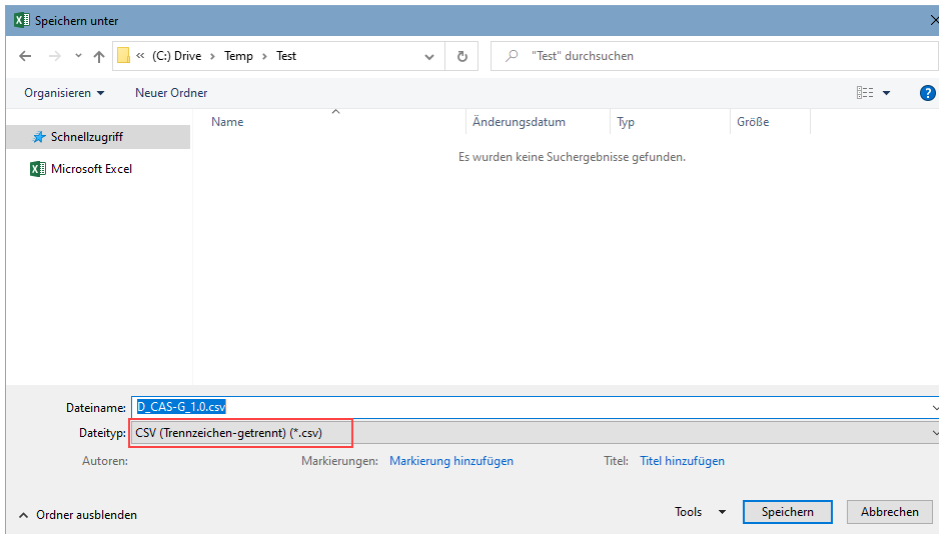 Speichern unter
« (C:) Drive > Temp > Test
"Test" durchsuchen
Organisieren
Neuer Ordner
?
Name
Änderungsdatum
Typ
Größe
Schnellzugriff
Microsoft Excel
Es wurden keine Suchergebnisse gefunden.
Dateiname: D_CAS-G_1.0.csv
Dateityp: CSV (Trennzeichen-getrennt) (*.csv)
Autoren:
Markierungen: Markierung hinzufügen
Titel: Titel hinzufügen
Ordner ausblenden
Tools
Speichern
Abbrechen